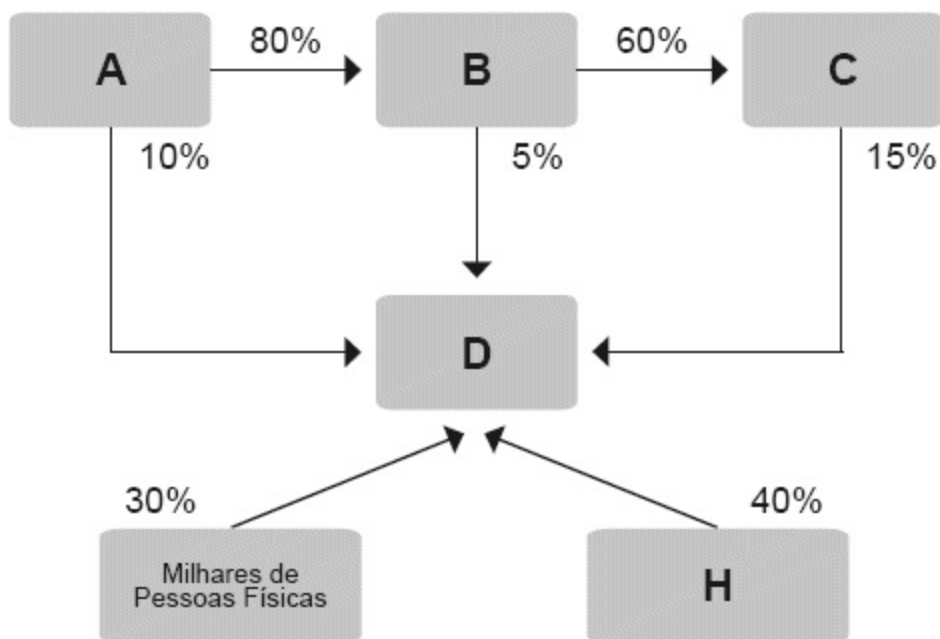 80%
60%
A
B
C
10%
5%
15%
D
30%
40%
Milhares de
Pessoas Físicas
H